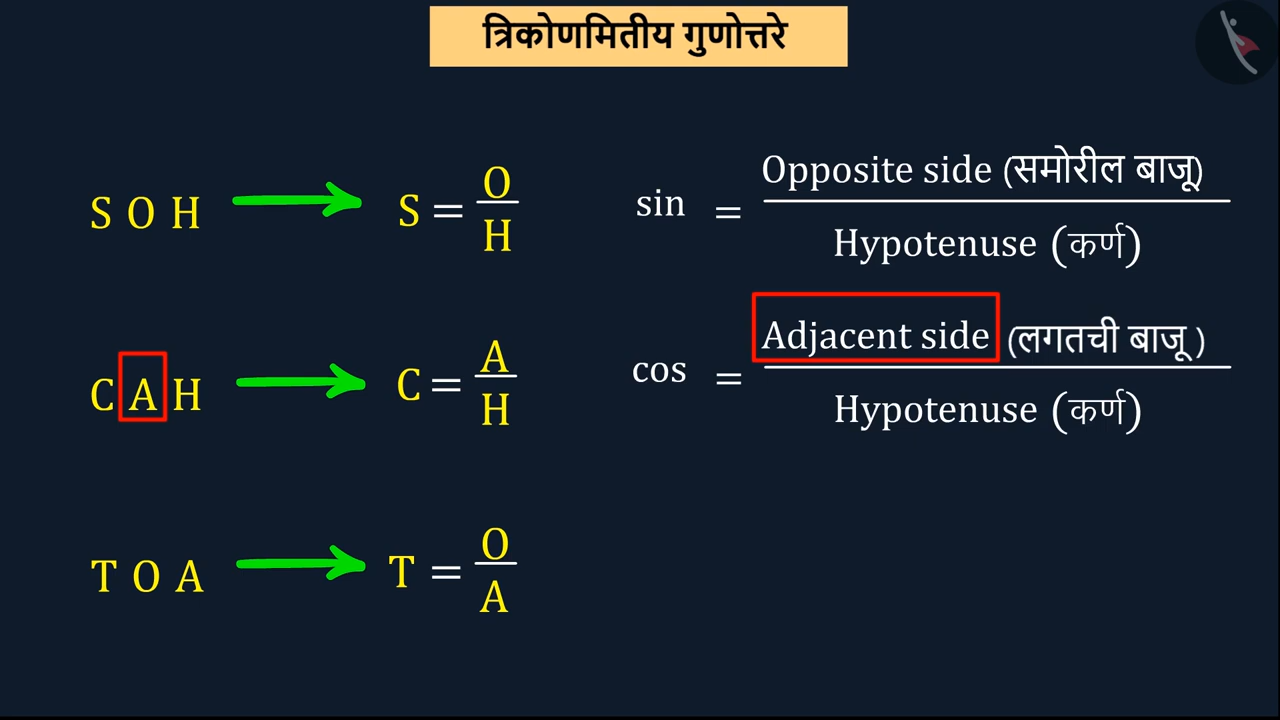 त्रिकोणमितीय गुणोत्तरे
S O H → S = O/H sin = Opposite side (समोरील बाजू) / Hypotenuse (कर्ण)
C A H → C = A/H cos = Adjacent side (लगतची बाजू ) / Hypotenuse (कर्ण)
T O A → T = O/A